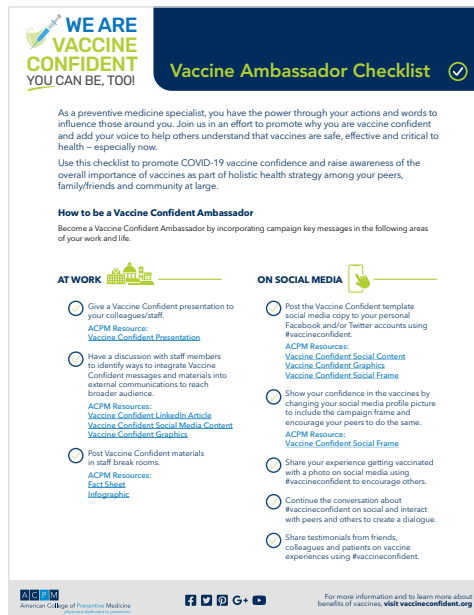 WE ARE
VACCINE
CONFIDENT
YOU CAN BE, TOO!
Vaccine Ambassador Checklist
As a preventive medicine specialist, you have the power through your actions and words to
influence those around you. Join us in an effort to promote why you are vaccine confident
and add your voice to help others understand that vaccines are safe, effective and critical to
health – especially now.
Use this checklist to promote COVID-19 vaccine confidence and raise awareness of the
overall importance of vaccines as part of holistic health strategy among your peers,
family/friends and community at large.
How to be a Vaccine Confident Ambassador
Become a Vaccine Confident Ambassador by incorporating campaign key messages in the following areas
of your work and life.
AT WORK
Give a Vaccine Confident presentation to
your colleagues/staff.
ACPM Resource:
Vaccine Confident Presentation
Have a discussion with staff members
to identify ways to integrate Vaccine
Confident messages and materials into
external communications to reach
broader audience.
ACPM Resources:
Vaccine Confident LinkedIn Article
Vaccine Confident Social Media Content
Vaccine Confident Graphics
Post Vaccine Confident materials
in staff break rooms.
ACPM Resources:
Fact Sheet
Infographic
ON SOCIAL MEDIA
Post the Vaccine Confident template
social media copy to your personal
Facebook and/or Twitter accounts using
#vaccineconfident.
ACPM Resources:
Vaccine Confident Social Content
Vaccine Confident Graphics
Vaccine Confident Social Frame
Show your confidence in the vaccines by
changing your social media profile picture
to include the campaign frame and
encourage your peers to do the same.
ACPM Resource:
Vaccine Confident Social Frame
Share your experience getting vaccinated
with a photo on social media using
#vaccineconfident to encourage others.
Continue the conversation about
#vaccineconfident on social and interact
with peers and others to create a dialogue.
Share testimonials from friends,
colleagues and patients on vaccine
experiences using #vaccineconfident.
ACPM
American College of Preventive Medicine
physicians dedicated to prevention
For more information and to learn more about
benefits of vaccines, visit vaccineconfident.org